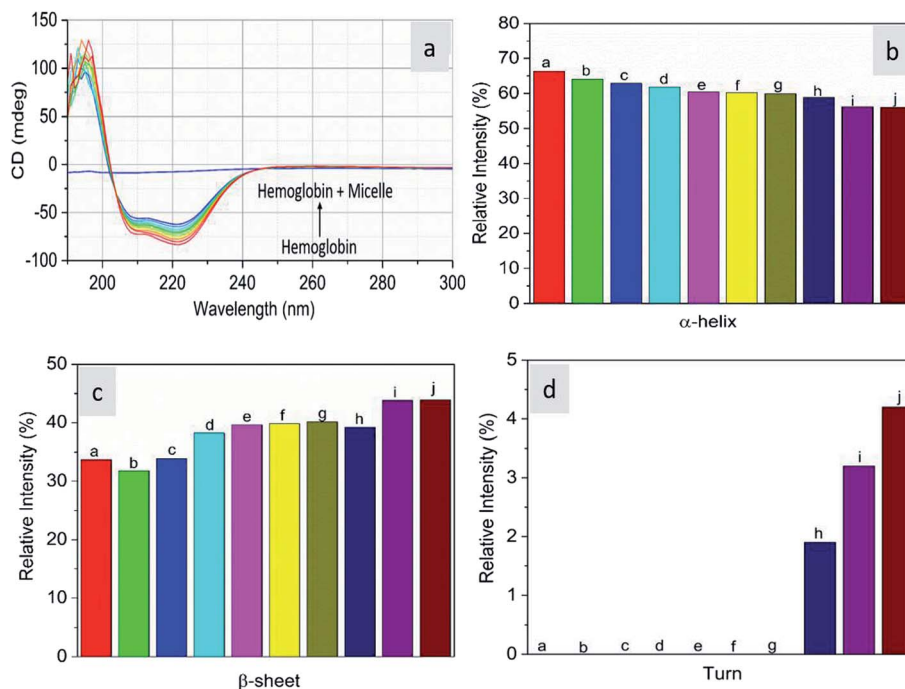 a
CD (mdeg)
150
100
50
0
-50
-100
Hemoglobin + Micelle
Hemoglobin
200 220 240 260 280 300
Wavelength (nm)
b
Relative Intensity (%)
80
70
60
50
40
30
20
10
0
a b c d e f g h i j
α-helix
c
Relative Intensity (%)
50
40
30
20
10
0
a b c d e f g h i j
β-sheet
d
Relative Intensity (%)
5
4
3
2
1
0
a b c d e f g h i j
Turn